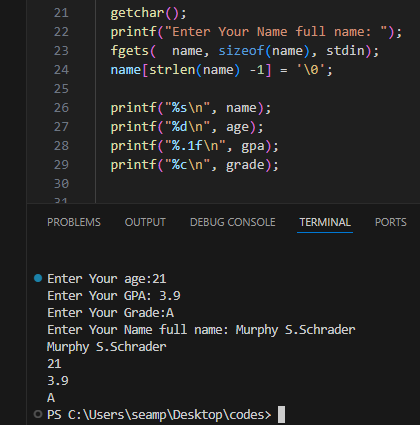 21 getchar();
22 printf("Enter Your Name full name: ");
23 fgets(  name, sizeof(name), stdin);
24 name[strlen(name) -1] = '\0';
25
26 printf("%s\n", name);
27 printf("%d\n", age);
28 printf("%.1f\n", gpa);
29 printf("%c\n", grade);
30
31
PROBLEMS OUTPUT DEBUG CONSOLE TERMINAL PORTS
Enter Your age:21
Enter Your GPA: 3.9
Enter Your Grade:A
Enter Your Name full name: Murphy S.Schrader
Murphy S.Schrader
21
3.9
A
PS C:\Users\seamp\Desktop\codes>